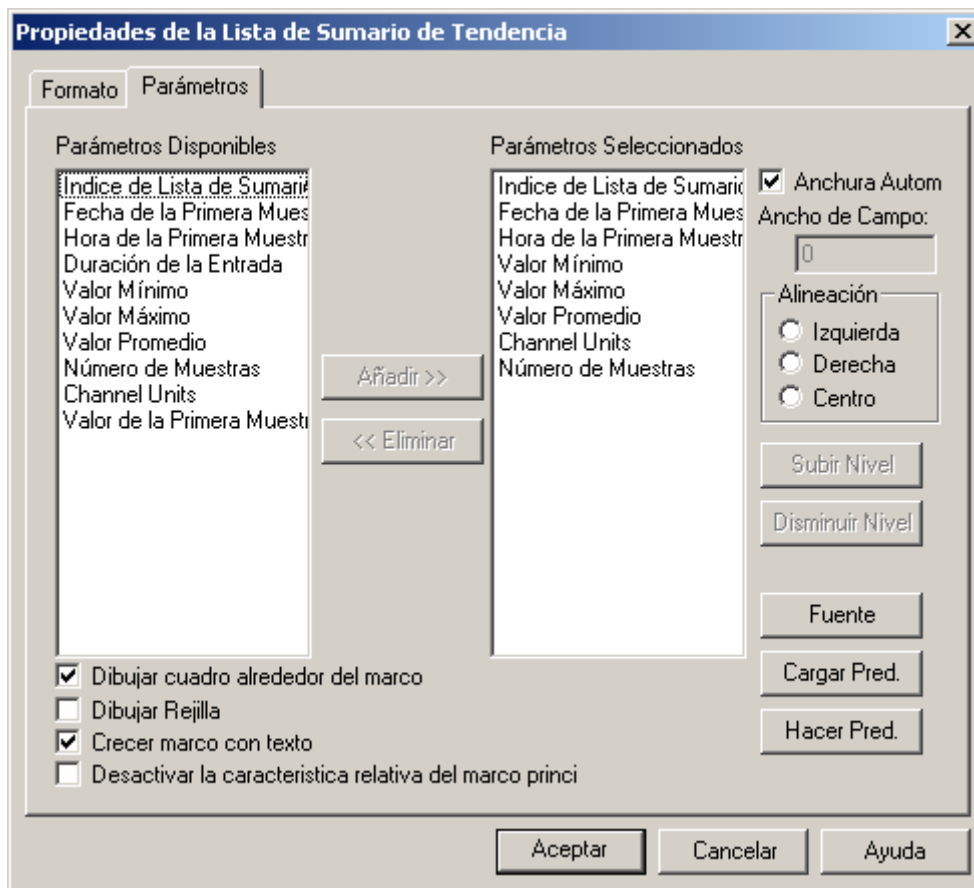 Propiedades de la Lista de Sumario de Tendencia
Formato
Parámetros
Parámetros Disponibles
Indice de Lista de Sumari
Fecha de la Primera Mues
Hora de la Primera Muestr
Duración de la Entrada
Valor Mínimo
Valor Máximo
Valor Promedio
Número de Muestras
Channel Units
Valor de la Primera Muestr
Añadir >>
<< Eliminar
Parámetros Seleccionados
Indice de Lista de Sumario
Fecha de la Primera Mues
Hora de la Primera Muestr
Valor Mínimo
Valor Máximo
Valor Promedio
Channel Units
Número de Muestras
Anchura Autom
Ancho de Campo:
0
Alineación
Izquierda
Derecha
Centro
Subir Nivel
Disminuir Nivel
Fuente
Cargar Pred.
Hacer Pred.
Dibujar cuadro alrededor del marco
Dibujar Rejilla
Crecer marco con texto
Desactivar la caracteristica relativa del marco princi
Aceptar
Cancelar
Ayuda